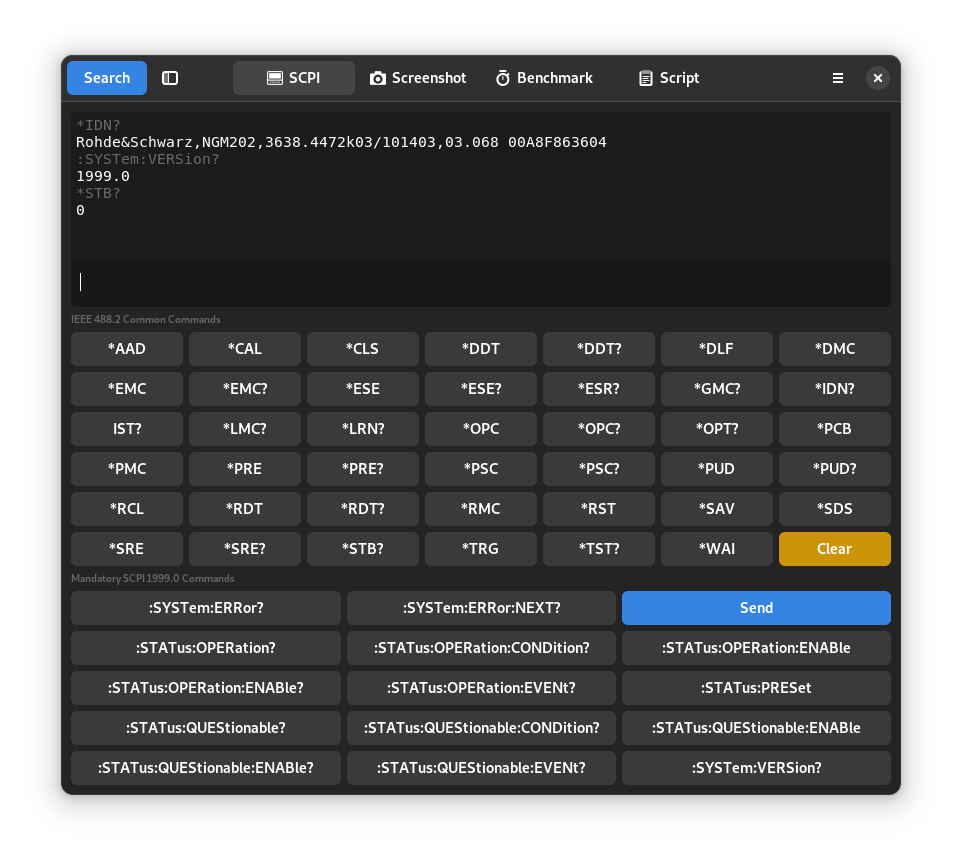 Search SCPI Screenshot Benchmark Script
*IDN?
Rohde&Schwarz,NGM202,3638.4472k03/101403,03.068 00A8F863604
:SYSTem:VERSion?
1999.0
*STB?
0
IEEE 488.2 Common Commands
*AAD *CAL *CLS *DDT *DDT? *DLF *DMC
*EMC *EMC? *ESE *ESE? *ESR? *GMC? *IDN?
IST? *LMC? *LRN? *OPC *OPC? *OPT? *PCB
*PMC *PRE *PRE? *PSC *PSC? *PUD *PUD?
*RCL *RDT *RDT? *RMC *RST *SAV *SDS
*SRE *SRE? *STB? *TRG *TST? *WAI Clear
Mandatory SCPI 1999.0 Commands
:SYSTem:ERRor? :SYSTem:ERRor:NEXT? Send
:STATus:OPERation? :STATus:OPERation:CONDition? :STATus:OPERation:ENABle
:STATus:OPERation:ENABle? :STATus:OPERation:EVENt? :STATus:PRESet
:STATus:QUEStionable? :STATus:QUEStionable:CONDition? :STATus:QUEStionable:ENABle
:STATus:QUEStionable:ENABle? :STATus:QUEStionable:EVENt? :SYSTem:VERSion?